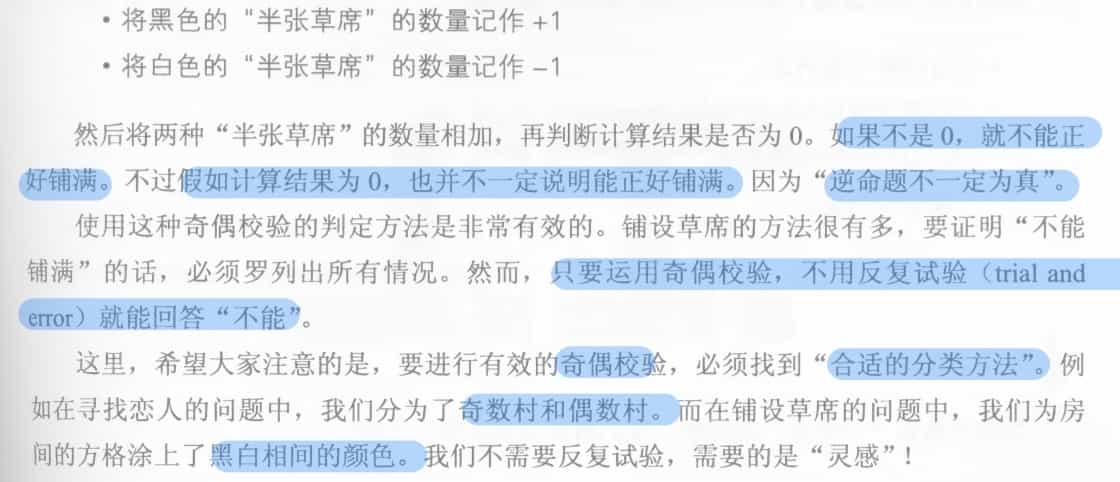 • 将黑色的“半张草席”的数量记作 +1
• 将白色的“半张草席”的数量记作 –1
然后将两种“半张草席”的数量相加，再判断计算结果是否为 0。如果不是 0，就不能正
好铺满。不过假如计算结果为 0，也并不一定说明能正好铺满。因为“逆命题不一定为真”。
使用这种奇偶校验的判定方法是非常有效的。铺设草席的方法很有多，要证明“不能
铺满”的话，必须罗列出所有情况。然而，只要运用奇偶校验，不用反复试验（trial and
error）就能回答“不能”。
这里，希望大家注意的是，要进行有效的奇偶校验，必须找到“合适的分类方法”。例
如在寻找恋人的问题中，我们分为了奇数村和偶数村。而在铺设草席的问题中，我们为房
间的方格涂上了黑白相间的颜色。我们不需要反复试验，需要的是“灵感”！